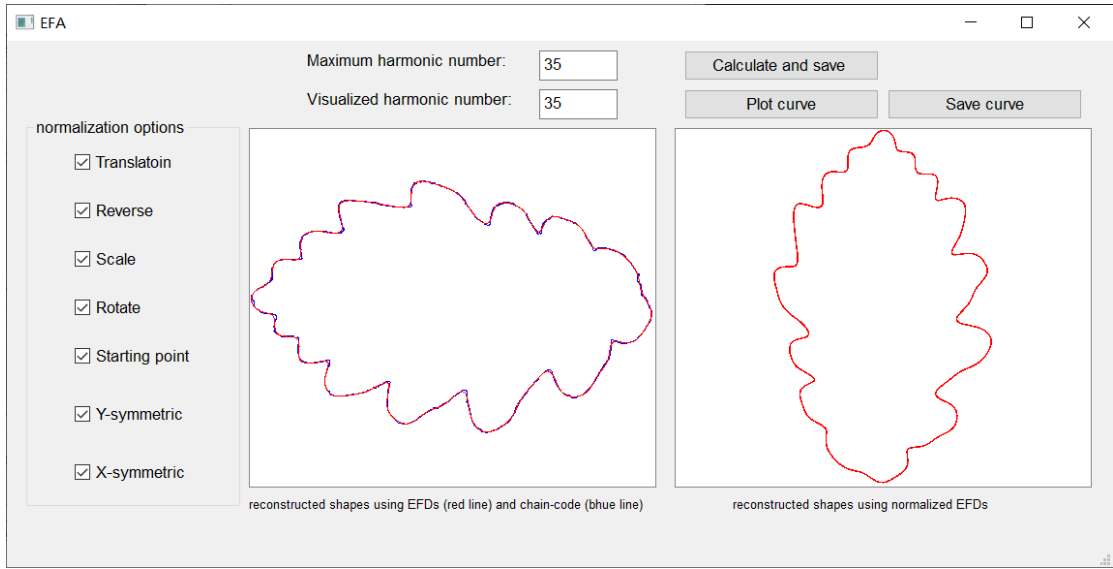 EFA
Maximum harmonic number: 35 Calculate and save
Visualized harmonic number: 35 Plot curve Save curve
normalization options
Translatoin
Reverse
Scale
Rotate
Starting point
Y-symmetric
X-symmetric
reconstructed shapes using EFDs (red line) and chain-code (bhue line) reconstructed shapes using normalized EFDs